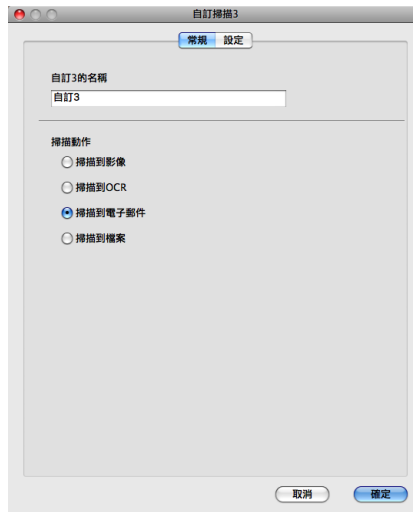 自訂掃描3
常規 設定
自訂3的名稱
自訂3
掃描動作
掃描到影像
掃描到OCR
掃描到電子郵件
掃描到檔案
取消 確定